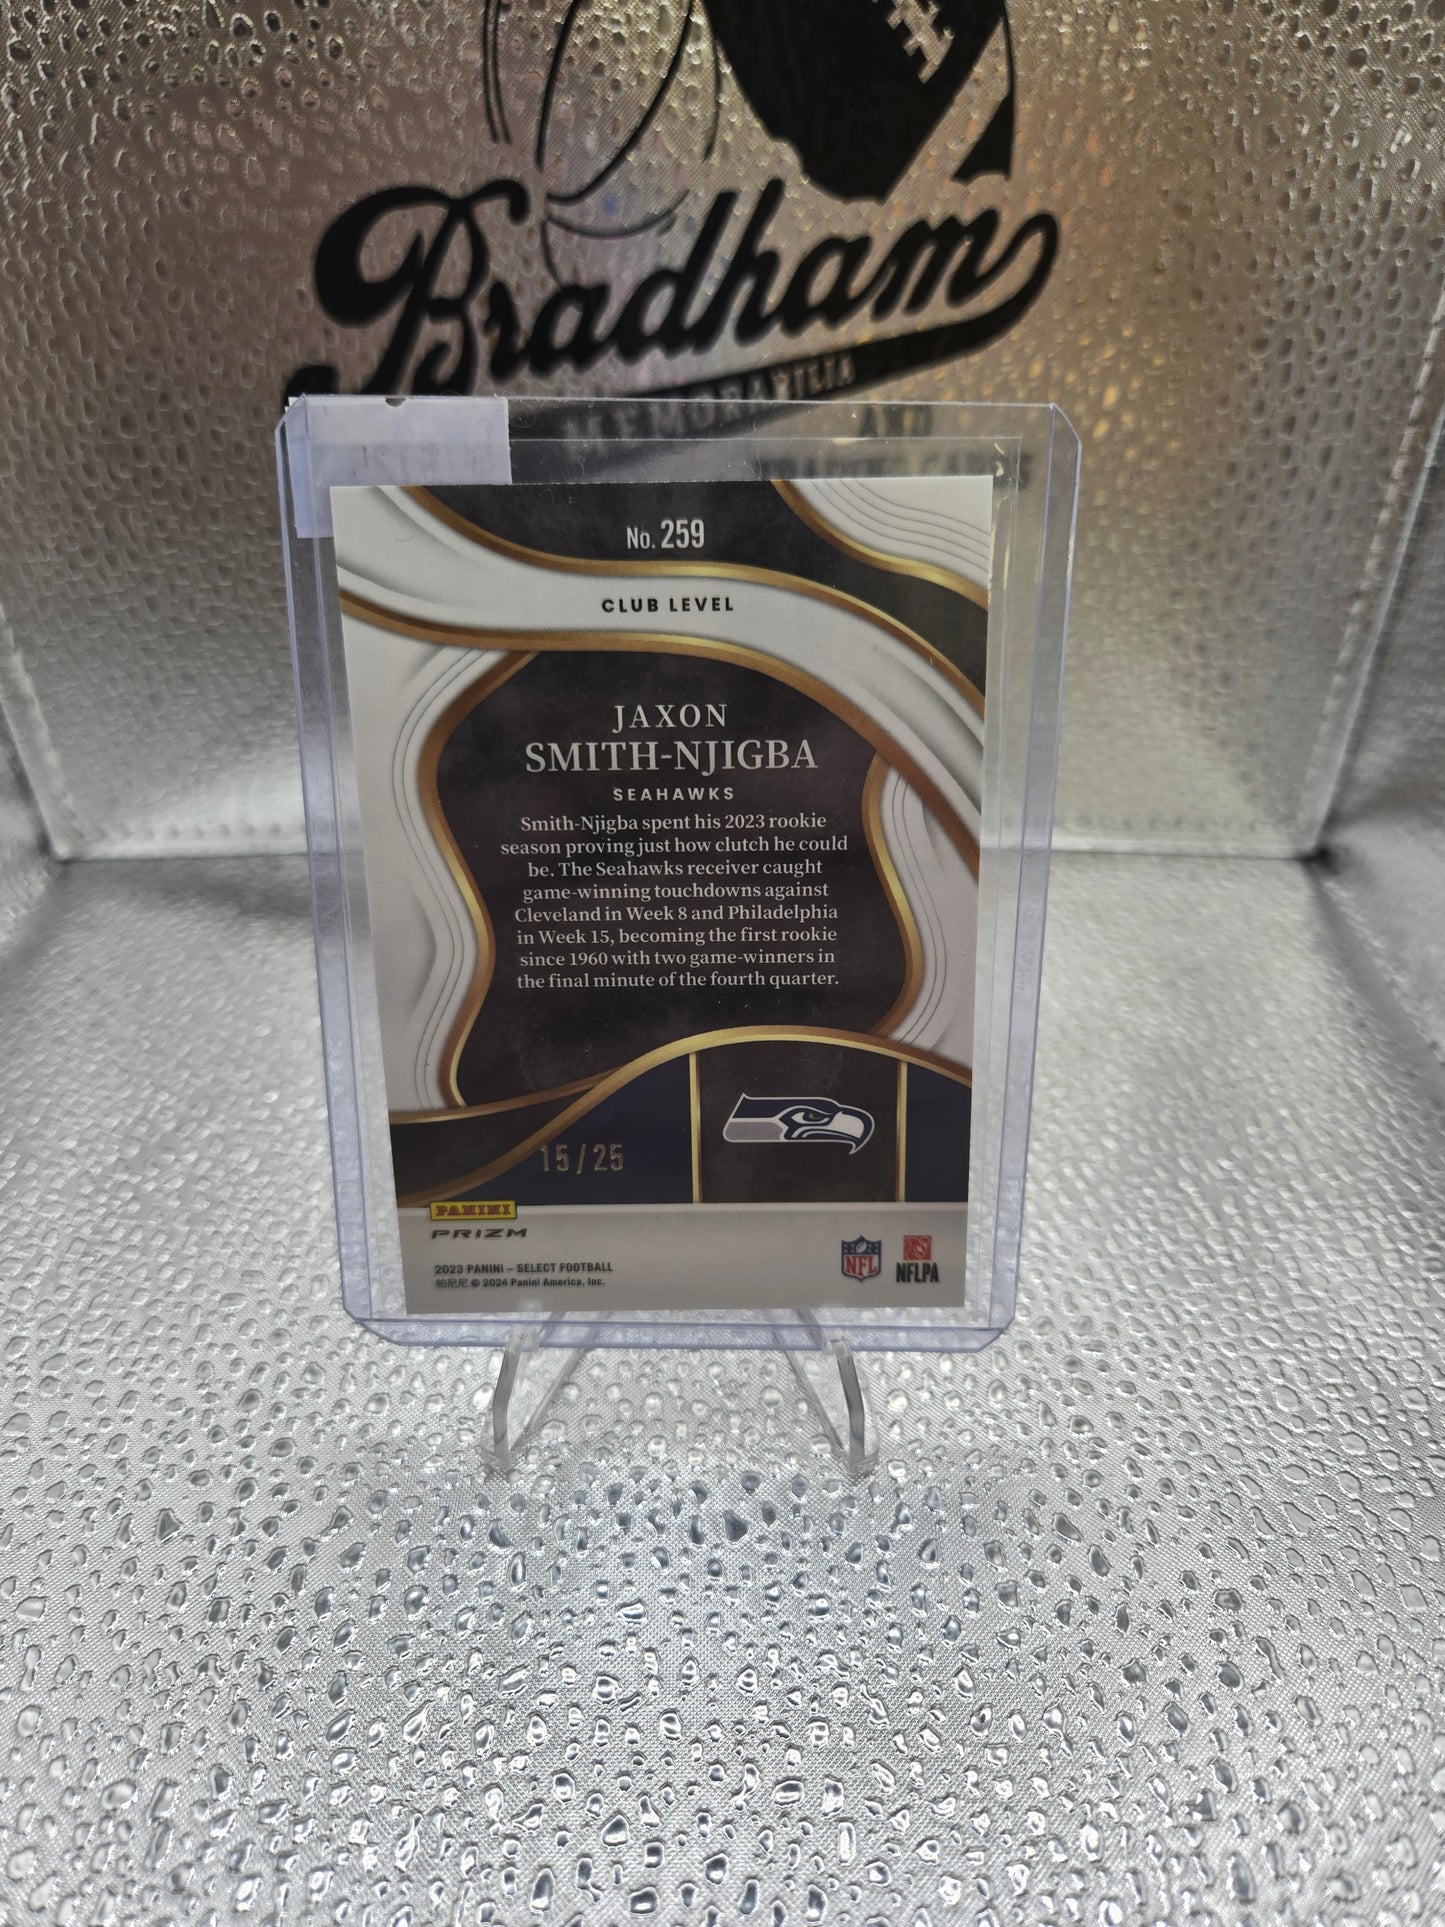 Bradham
MEMORABILIA
AND
No. 259
CLUB LEVEL
JAXON
SMITH-NJIGBA
SEAHAWKS
Smith-Njigba spent his 2023 rookie
season proving just how clutch he could
be. The Seahawks receiver caught
game-winning touchdowns against
Cleveland in Week 8 and Philadelphia
in Week 15, becoming the first rookie
since 1960 with two game-winners in
the final minute of the fourth quarter.
15/25
PANINI
PRIZM
2023 PANINI – SELECT FOOTBALL
帕尼尼 © 2024 Panini America, Inc.
NFL
NFLPA